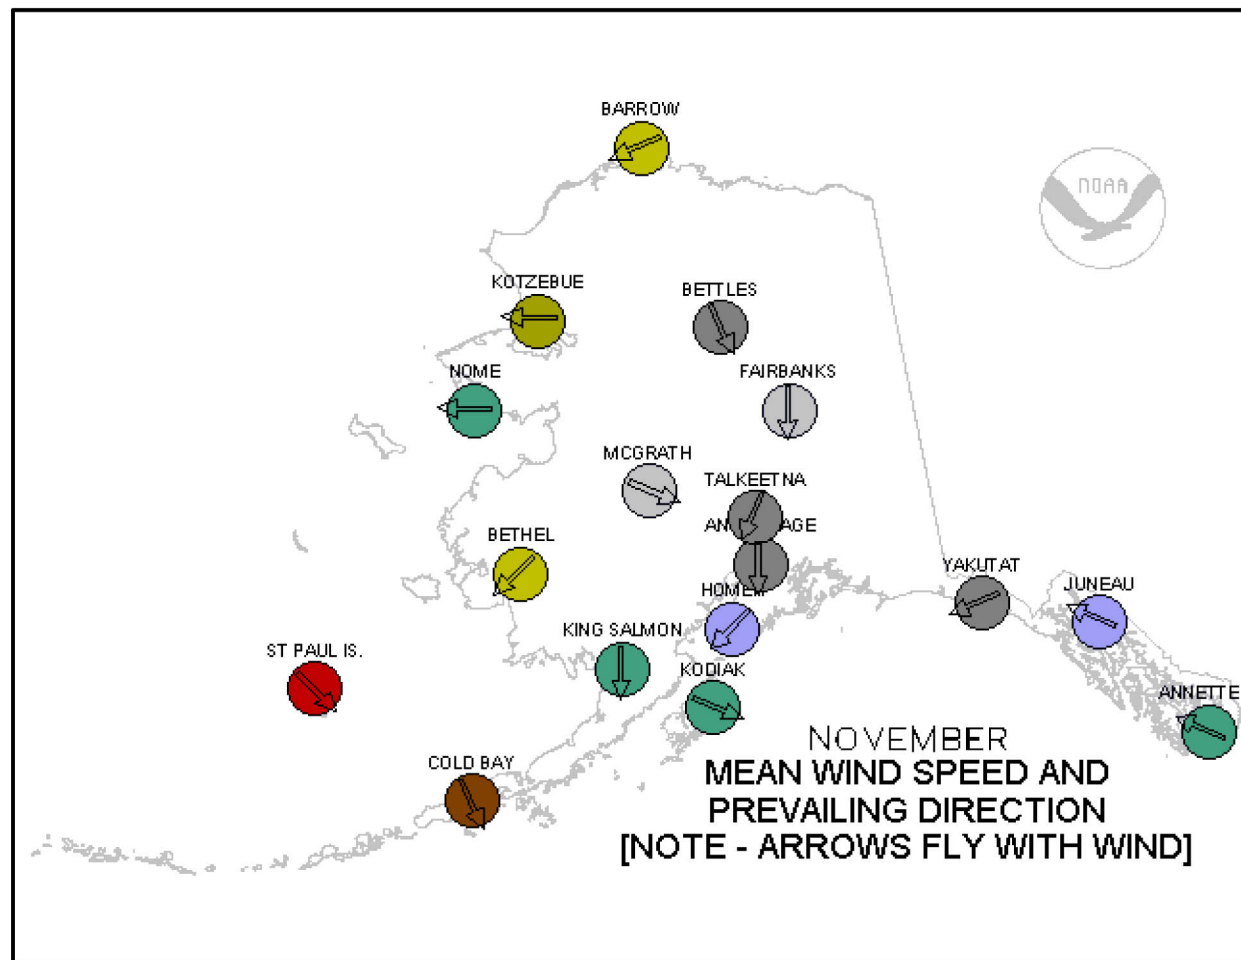 BARROW
NOAA
KOTZEBUE
BETTLES
NOME
FAIRBANKS
MCGRATH
TALKEETNA
BETHEL
YAKUTAT
JUNEAU
KING SALMON
ST PAUL IS.
KODIAK
ANNETTE
NOVEMBER
COLD BAY
MEAN WIND SPEED AND
PREVAILING DIRECTION
[NOTE - ARROWS FLY WITH WIND]